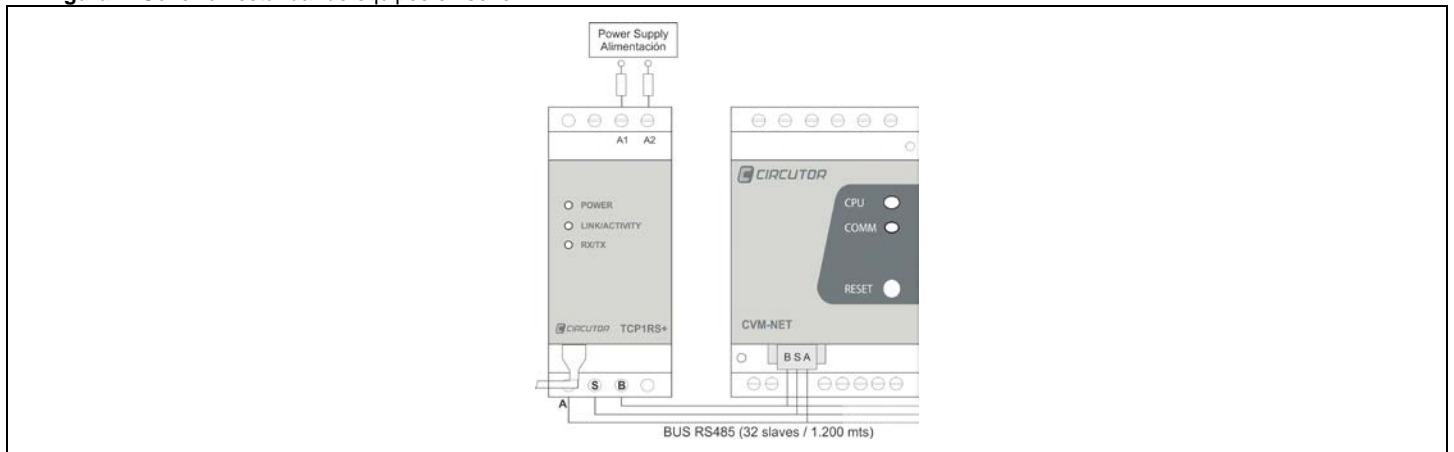 Power Supply
Alimentación
A1 A2
CIRCUTOR
POWER
LINK/ACTIVITY
RX/TX
CPU
COMM
RESET
CIRCUTOR TCP1RS+
CVM-NET
B S A
S B
A
BUS RS485 (32 slaves / 1.200 mts)